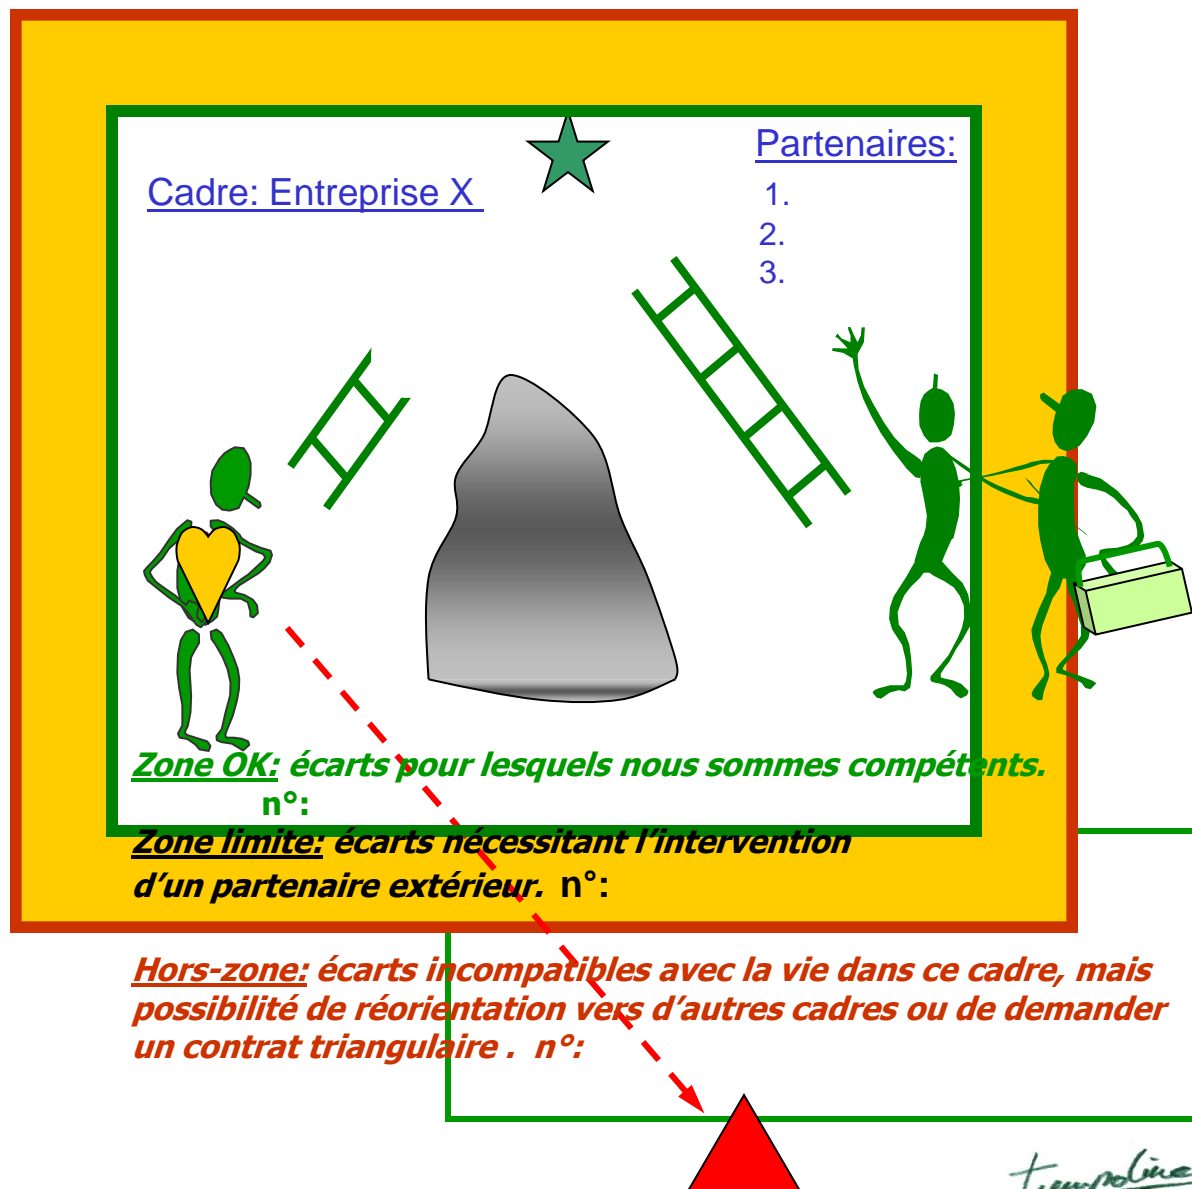 Partenaires:
Cadre: Entreprise X
1.
2.
3.
Zone OK: écarts pour lesquels nous sommes compétents.
n°:
Zone limite: écarts nécessitant l’intervention
d’un partenaire extérieur. n°:
Hors-zone: écarts incompatibles avec la vie dans ce cadre, mais
possibilité de réorientation vers d’autres cadres ou de demander
un contrat triangulaire . n°: